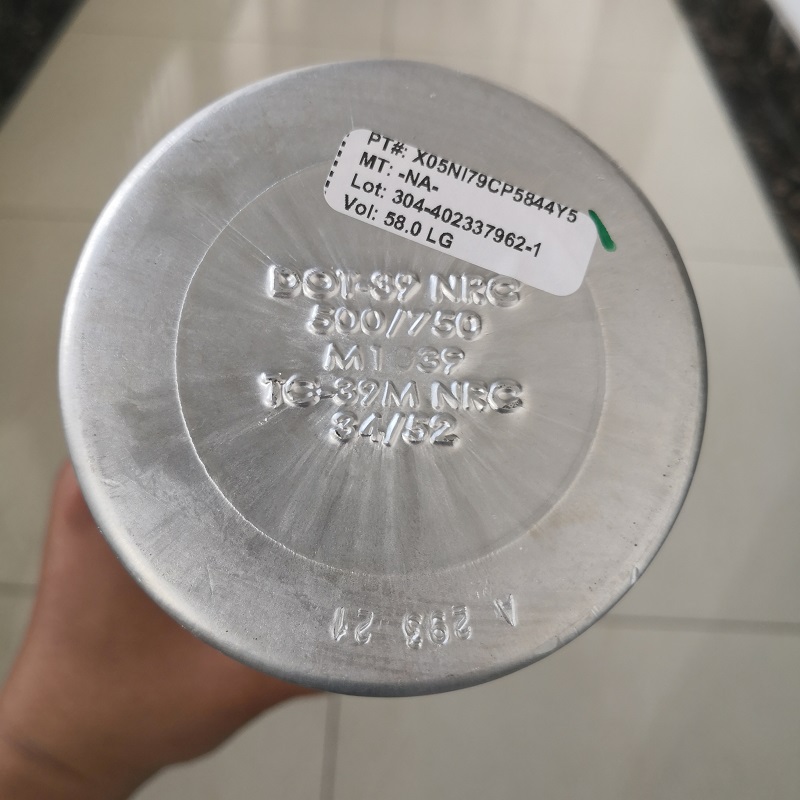 PT#: X05NI79CP5844Y5
MT: -NA-
Lot: 304-402337962-1
Vol: 58.0 LG
DOT-39 NRC
500/750
M1039
TC-39M NRC
34/52
A 293 21